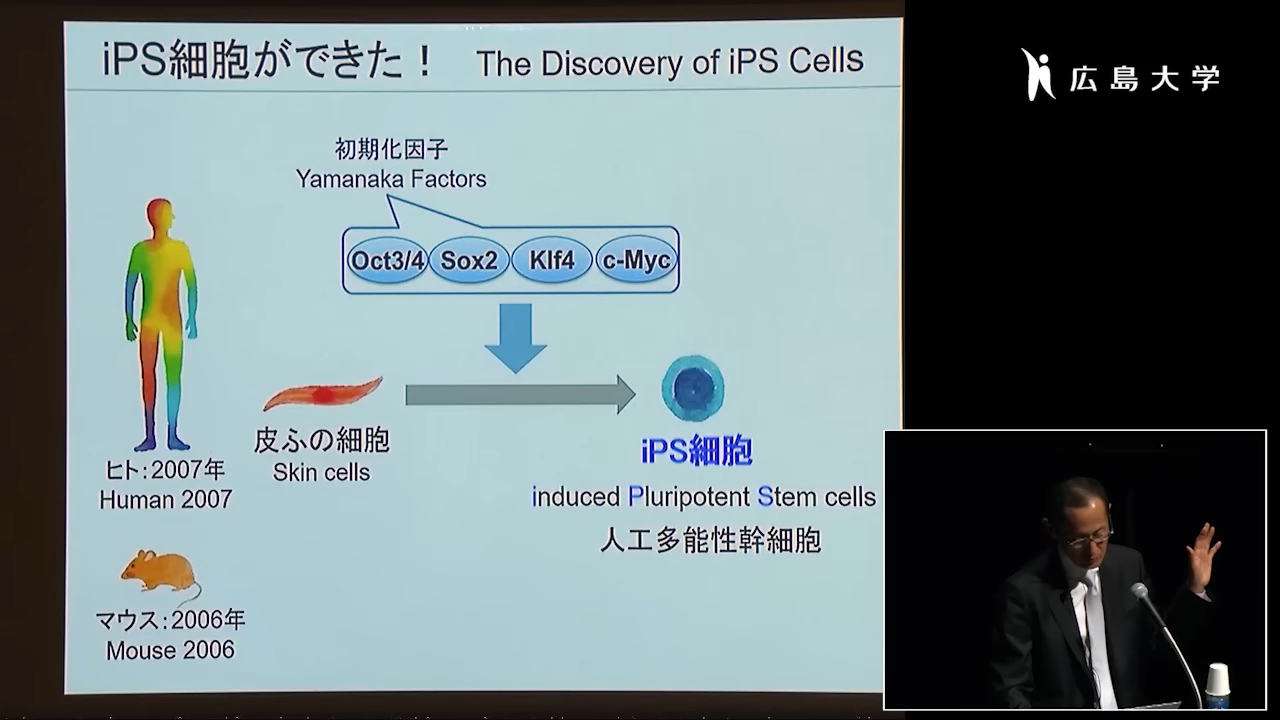 iPS細胞ができた！ The Discovery of iPS Cells
広島大学
初期化因子
Yamanaka Factors
Oct3/4 Sox2 Klf4 c-Myc
皮ふの細胞
Skin cells
iPS細胞
induced Pluripotent Stem cells
人工多能性幹細胞
ヒト：2007年
Human 2007
マウス：2006年
Mouse 2006